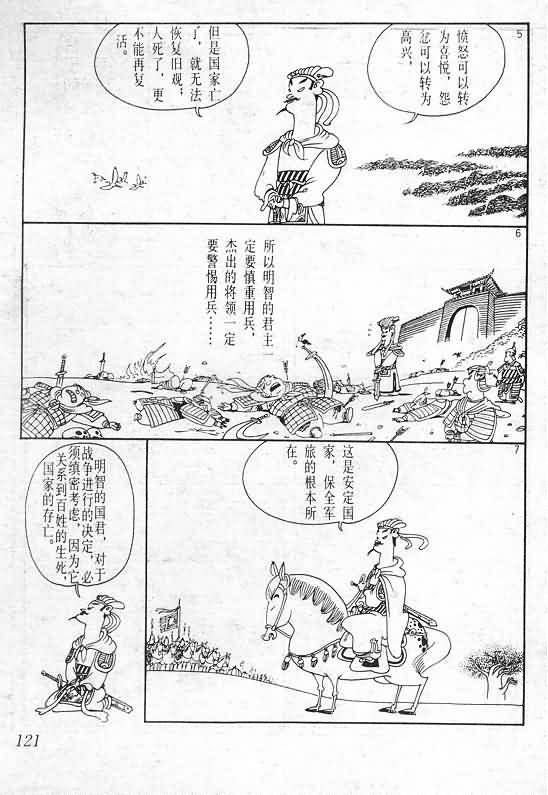 5
愤怒可以转
为喜悦，怨
忿可以转为
高兴，
但是国家亡
了，就无法
恢复旧观；
人死了，更
不能再复
活。
6
所以明智的君主一
定要慎重用兵，
杰出的将领一定
要警惕用兵……
7
这是安定国
家，保全军
旅的根本所
在。
明智的国君，对于
战争进行的决定，必
须缜密考虑，因为它
关系到百姓的生死，
国家的存亡。
121